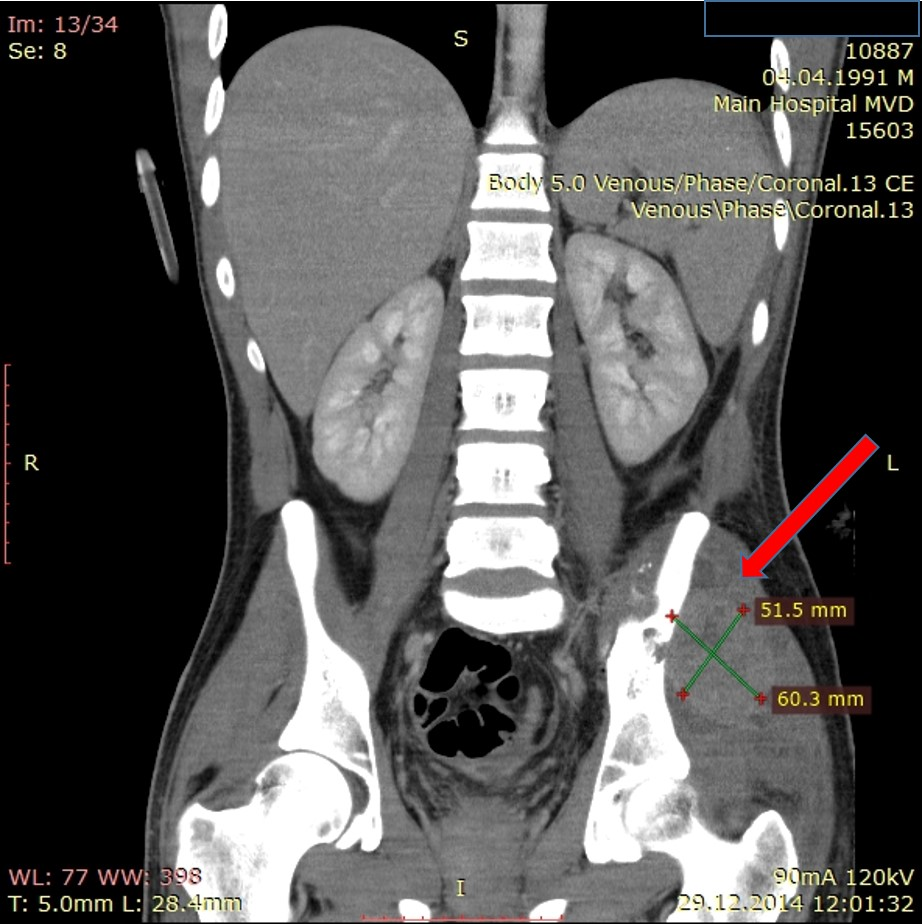 Im: 13/34
Se: 8
S
10887
04.04.1991 M
Main Hospital MVD
15603
Body 5.0 Venous/Phase/Coronal.13 CE
Venous\Phase\Coronal.13
R
L
51.5 mm
60.3 mm
WL: 77 WW: 398
T: 5.0mm L: 28.4mm
I
90mA 120kV
29.12.2014 12:01:32